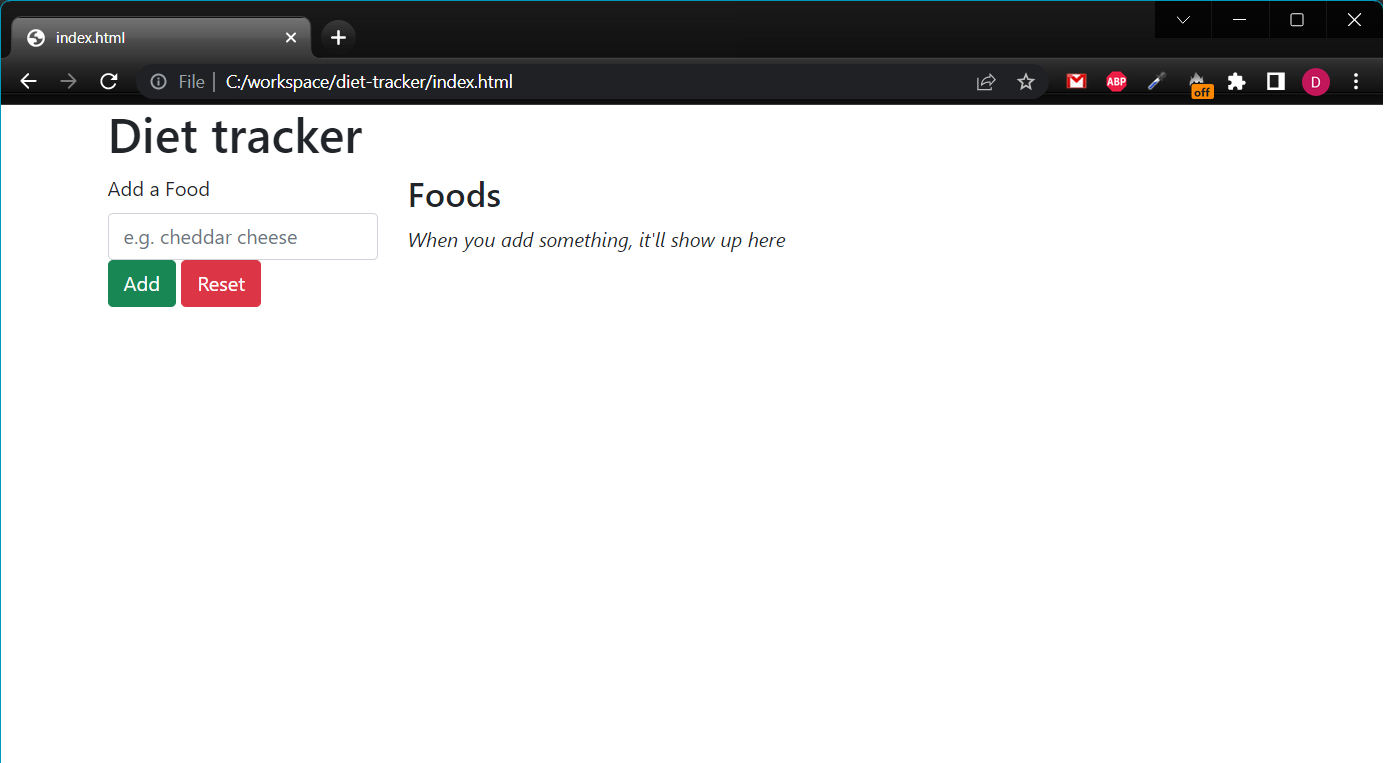 index.html
File
C:/workspace/diet-tracker/index.html
ABP
off
D
Diet tracker
Add a Food
e.g. cheddar cheese
Add
Reset
Foods
When you add something, it'll show up here